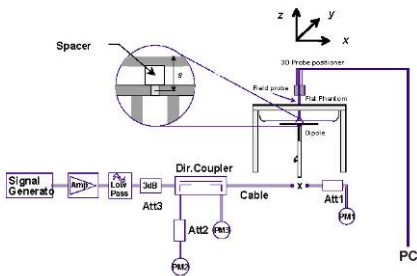 z
y
x
Spacer
s
3D Probe positioner
Field probe
Flat Phantom
Dipole
Signal
Generato
Amp
Low
Pass
3dB
Att3
Dir.Coupler
Cable
x
Att1
Att2
PM3
PM1
PM2
PC